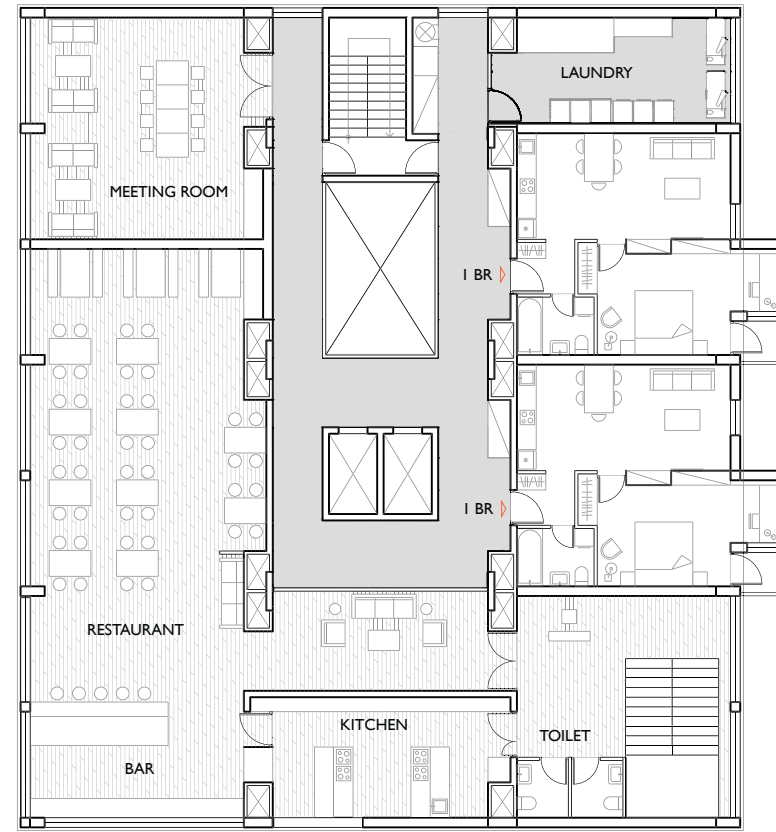 LAUNDRY
MEETING ROOM
1 BR
1 BR
RESTAURANT
KITCHEN
TOILET
BAR